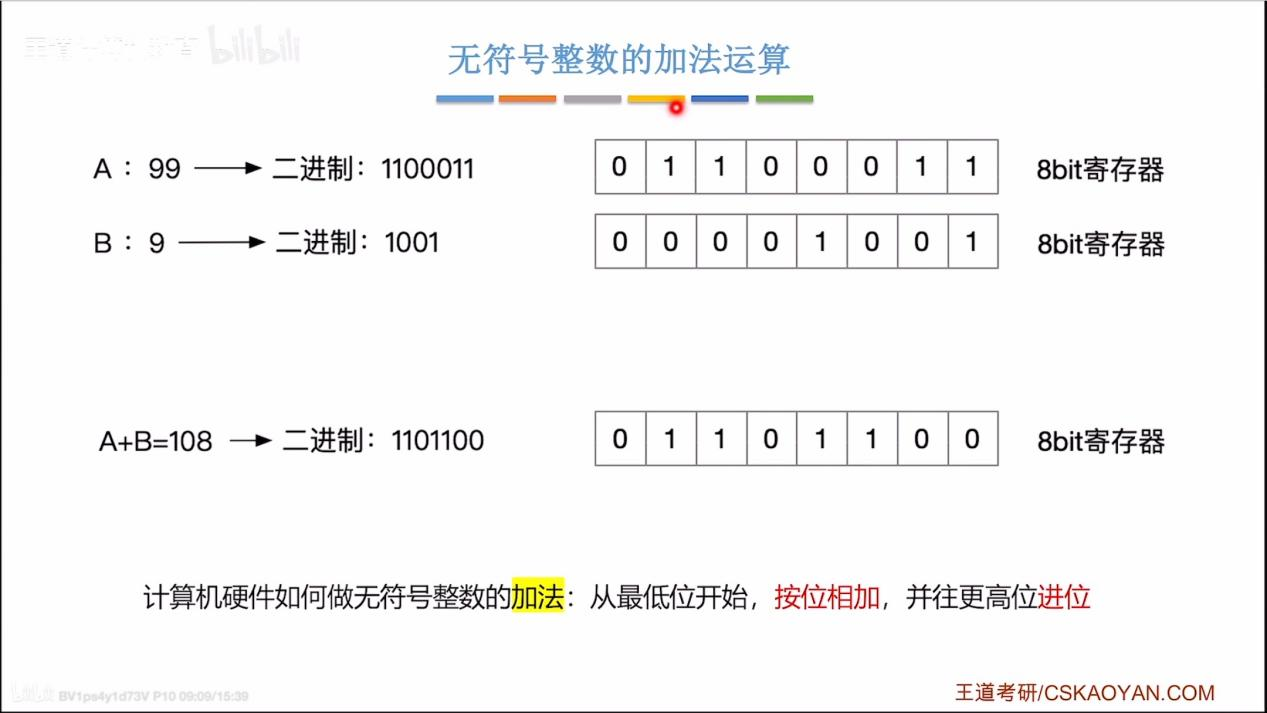 bilibili
无符号整数的加法运算
A：99 → 二进制：1100011 0 1 1 0 0 0 1 1 8bit寄存器
B：9 → 二进制：1001 0 0 0 0 1 0 0 1 8bit寄存器
A+B=108 → 二进制：1101100 0 1 1 0 1 1 0 0 8bit寄存器
计算机硬件如何做无符号整数的加法：从最低位开始，按位相加，并往更高位进位
BV1ps4y1d73V P10 09:09/15:39
王道考研/CSKAOYAN.COM